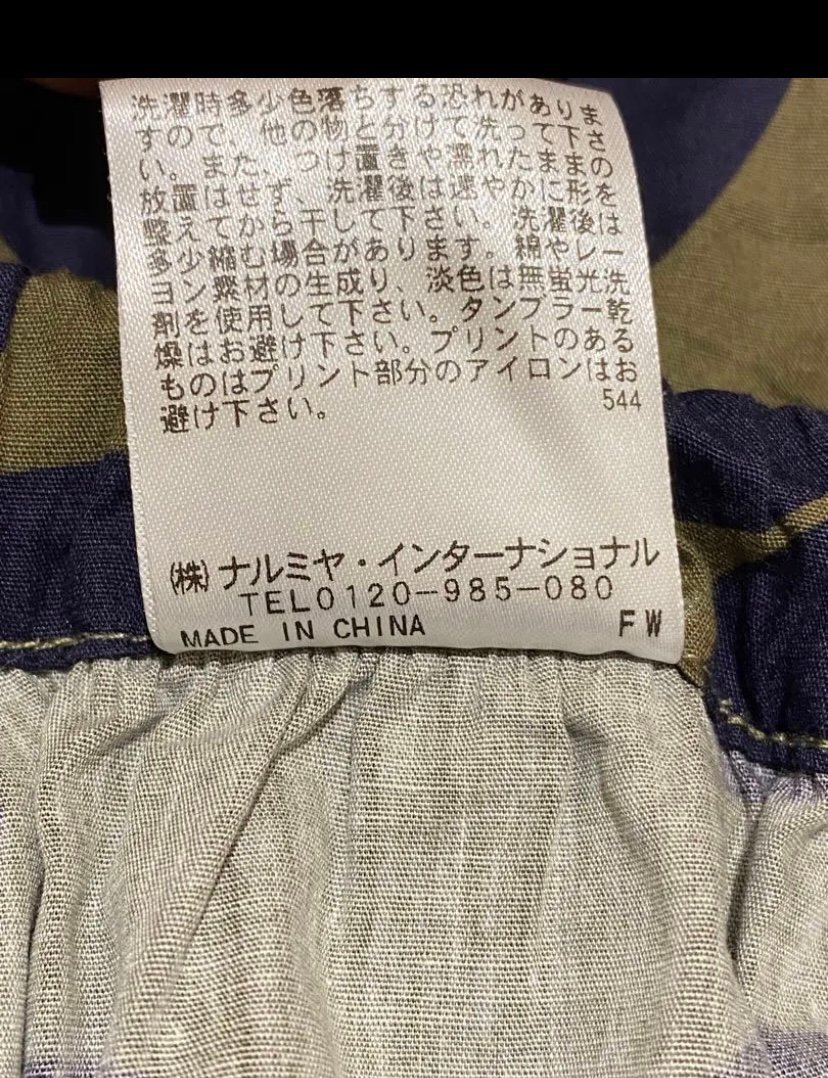 洗濯時多少色落ちする恐れがありま
すので、他の物と分けて洗って下さ
い。また、つけ置きや濡れたままの
放置はせず、洗濯後は速やかに形を
整えてから干して下さい。洗濯後は
多少縮む場合があります。綿やレー
ヨン素材の生成り、淡色は無蛍光洗
剤を使用して下さい。タンブラー乾
燥はお避け下さい。プリントのある
ものはプリント部分のアイロンはお
避け下さい。 544
㈱ナルミヤ・インターナショナル
TEL0120-985-080
MADE IN CHINA FW